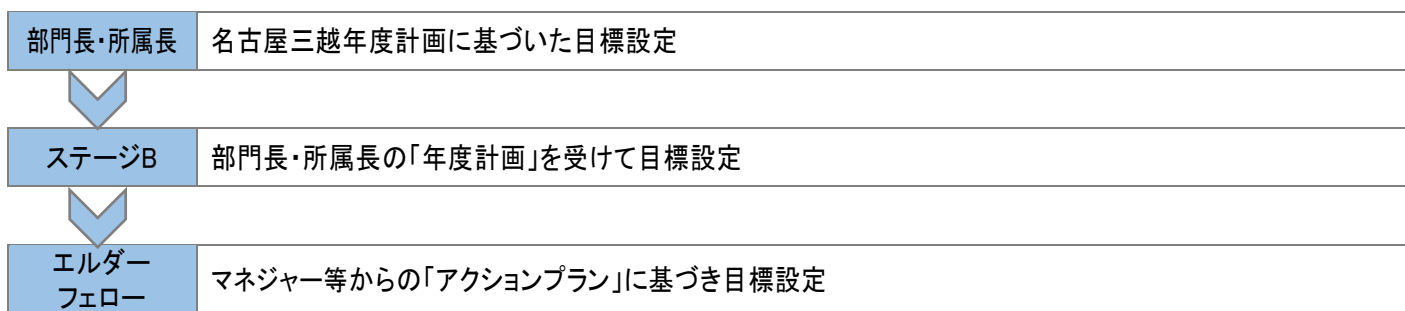 部門長・所属長 名古屋三越年度計画に基づいた目標設定
ステージB 部門長・所属長の「年度計画」を受けて目標設定
エルダー
フェロー
マネジャー等からの「アクションプラン」に基づき目標設定